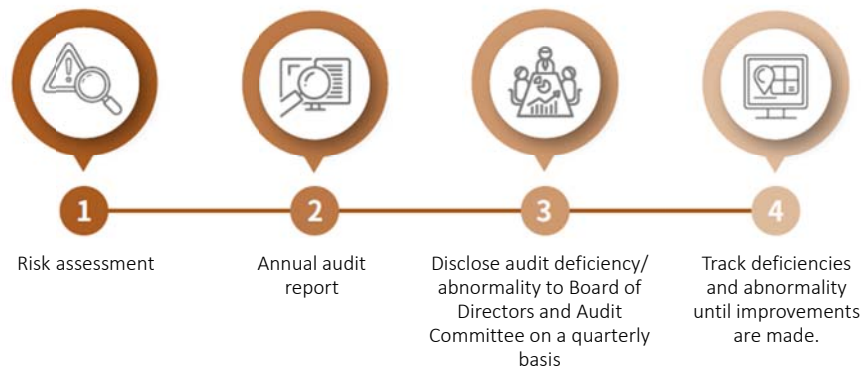 1
2
3
4
Risk assessment
Annual audit
report
Disclose audit deficiency/
abnormality to Board of
Directors and Audit
Committee on a quarterly
basis
Track deficiencies
and abnormality
until improvements
are made.